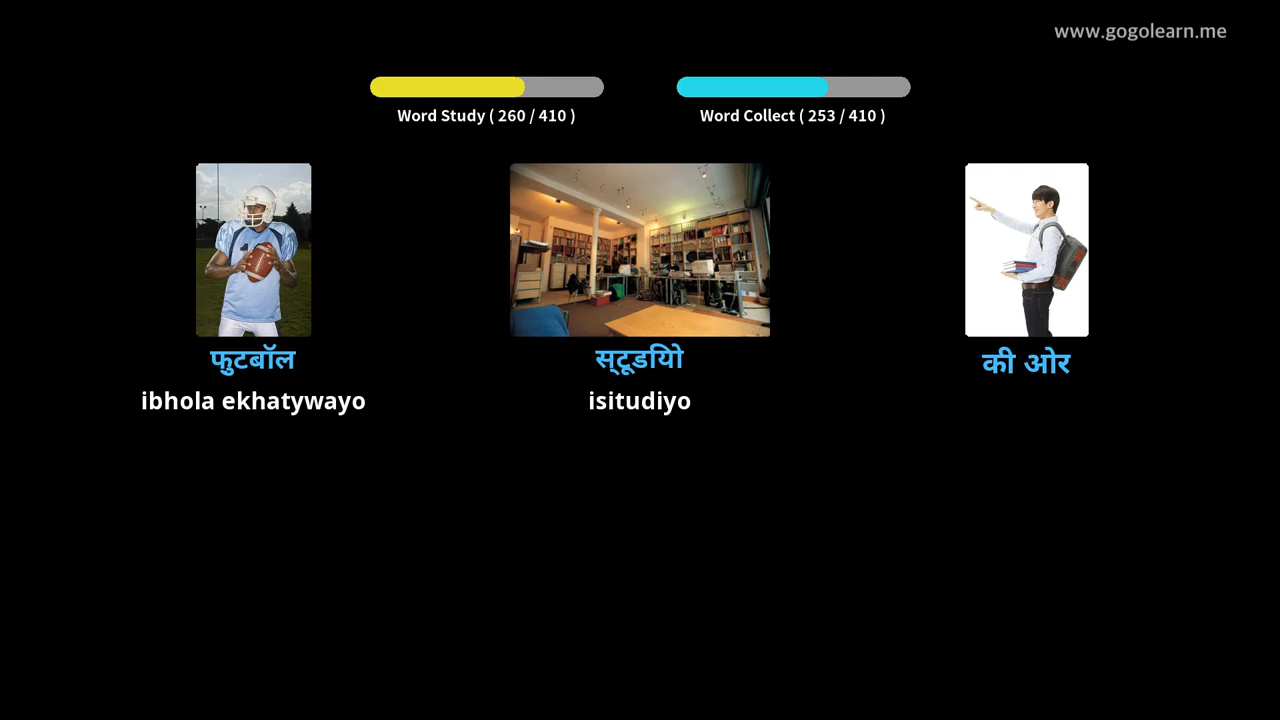 www.gogolearn.me
Word Study ( 260 / 410 )
Word Collect ( 253 / 410 )
फुटबॉल
स्टूडियो
की ओर
ibhola ekhatywayo
isitudiyo